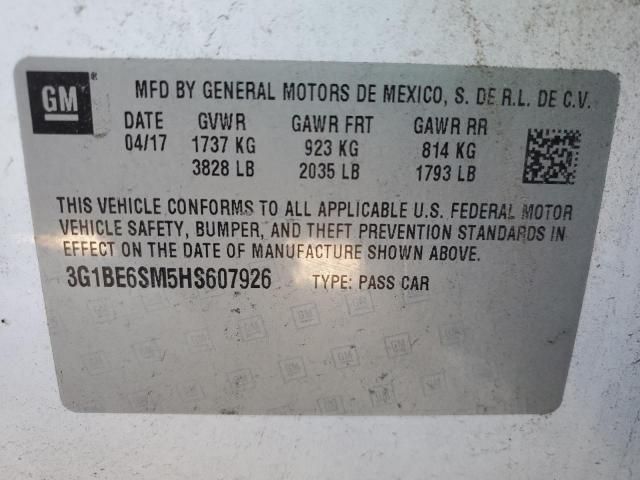 GM®
MFD BY GENERAL MOTORS DE MEXICO, S. DE R.L. DE C.V.
DATE GVWR GAWR FRT GAWR RR
04/17 1737 KG 923 KG 814 KG
3828 LB 2035 LB 1793 LB
THIS VEHICLE CONFORMS TO ALL APPLICABLE U.S. FEDERAL MOTOR
VEHICLE SAFETY, BUMPER, AND THEFT PREVENTION STANDARDS IN
EFFECT ON THE DATE OF MANUFACTURE SHOWN ABOVE.
3G1BE6SM5HS607926 TYPE: PASS CAR